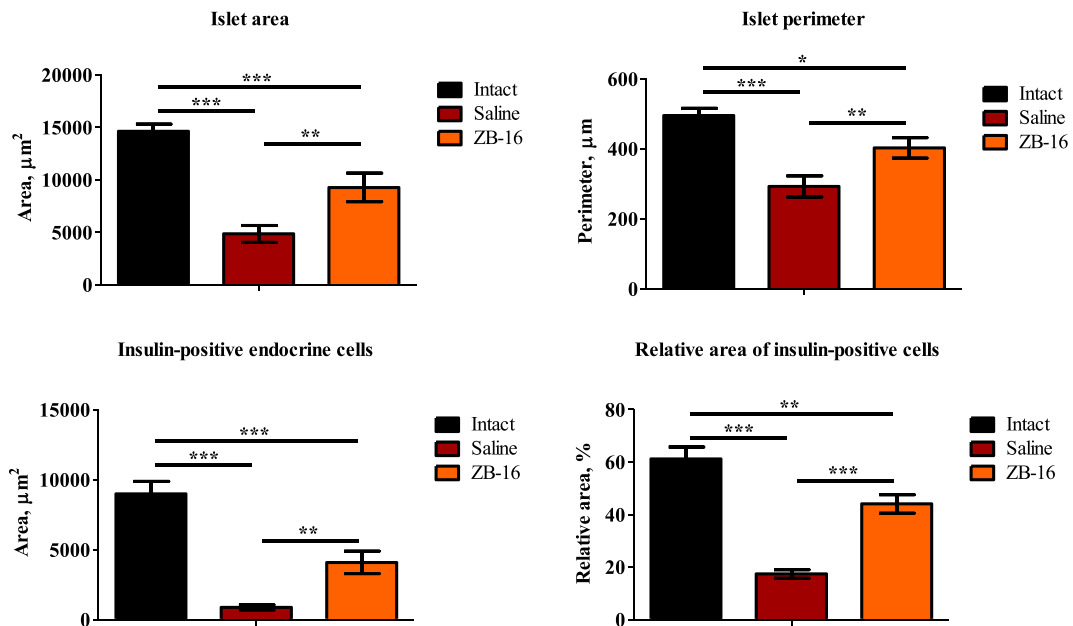 Islet area
Area, μm²
20000
15000
10000
5000
0
***
***
**
Intact
Saline
ZB-16
Islet perimeter
Perimeter, μm
600
400
200
0
*
***
**
Intact
Saline
ZB-16
Insulin-positive endocrine cells
Area, μm²
15000
10000
5000
0
***
***
**
Intact
Saline
ZB-16
Relative area of insulin-positive cells
Relative area, %
80
60
40
20
0
**
***
***
Intact
Saline
ZB-16